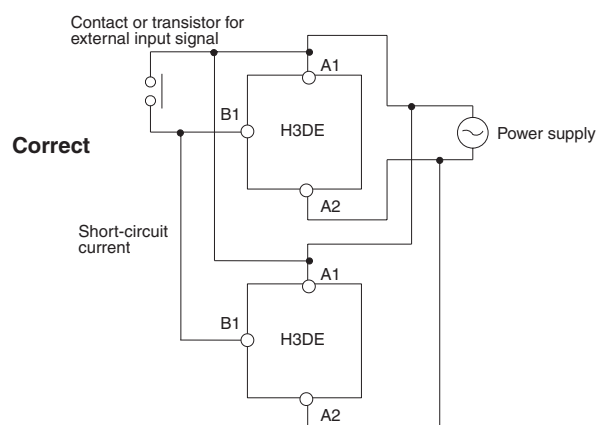 Contact or transistor for
external input signal
A1
B1
H3DE
Correct
Power supply
A2
Short-circuit
current
A1
B1
H3DE
A2